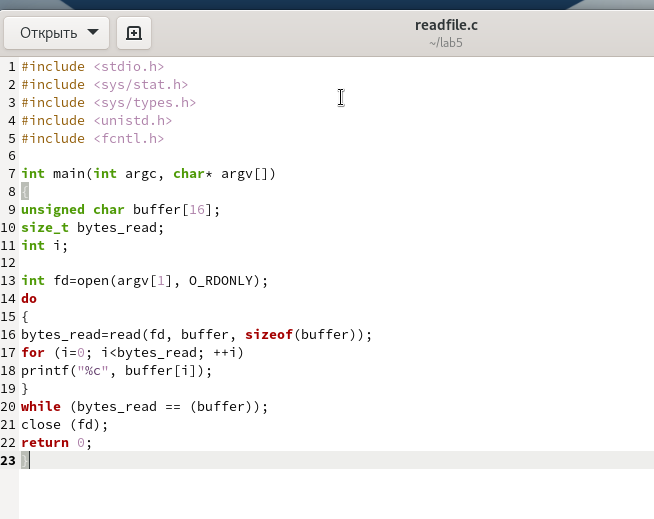 Открыть
readfile.c
~/lab5
1 #include <stdio.h>
2 #include <sys/stat.h>
3 #include <sys/types.h>
4 #include <unistd.h>
5 #include <fcntl.h>
6
7 int main(int argc, char* argv[])
8 {
9 unsigned char buffer[16];
10 size_t bytes_read;
11 int i;
12
13 int fd=open(argv[1], O_RDONLY);
14 do
15 {
16 bytes_read=read(fd, buffer, sizeof(buffer));
17 for (i=0; i<bytes_read; ++i)
18 printf("%c", buffer[i]);
19 }
20 while (bytes_read == (buffer));
21 close (fd);
22 return 0;
23 }